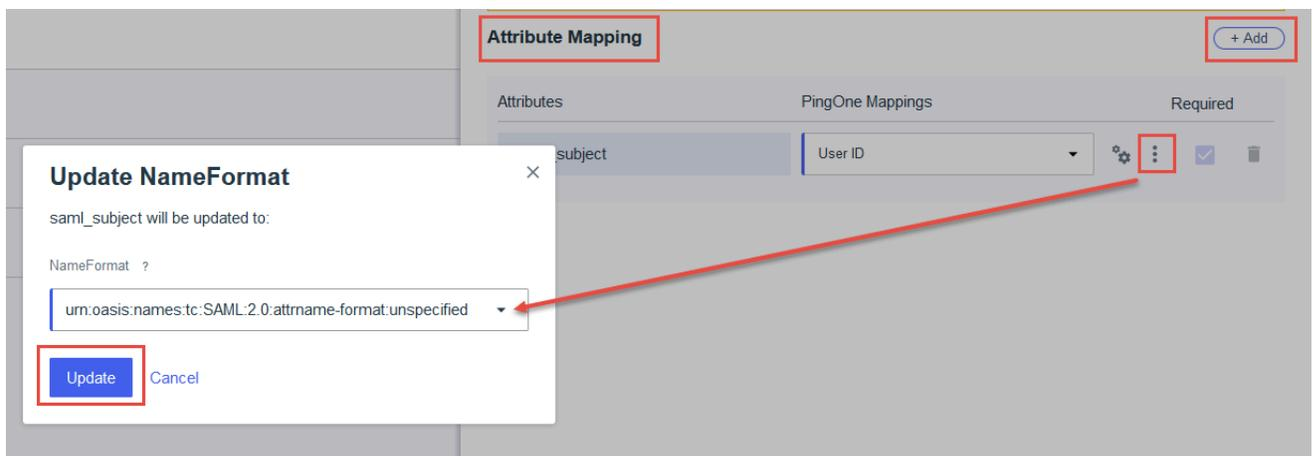 Attribute Mapping
+ Add
Attributes
PingOne Mappings
Required
_subject
User ID
Update NameFormat
saml_subject will be updated to:
NameFormat ?
urn:oasis:names:tc:SAML:2.0:attrname-format:unspecified
Update
Cancel